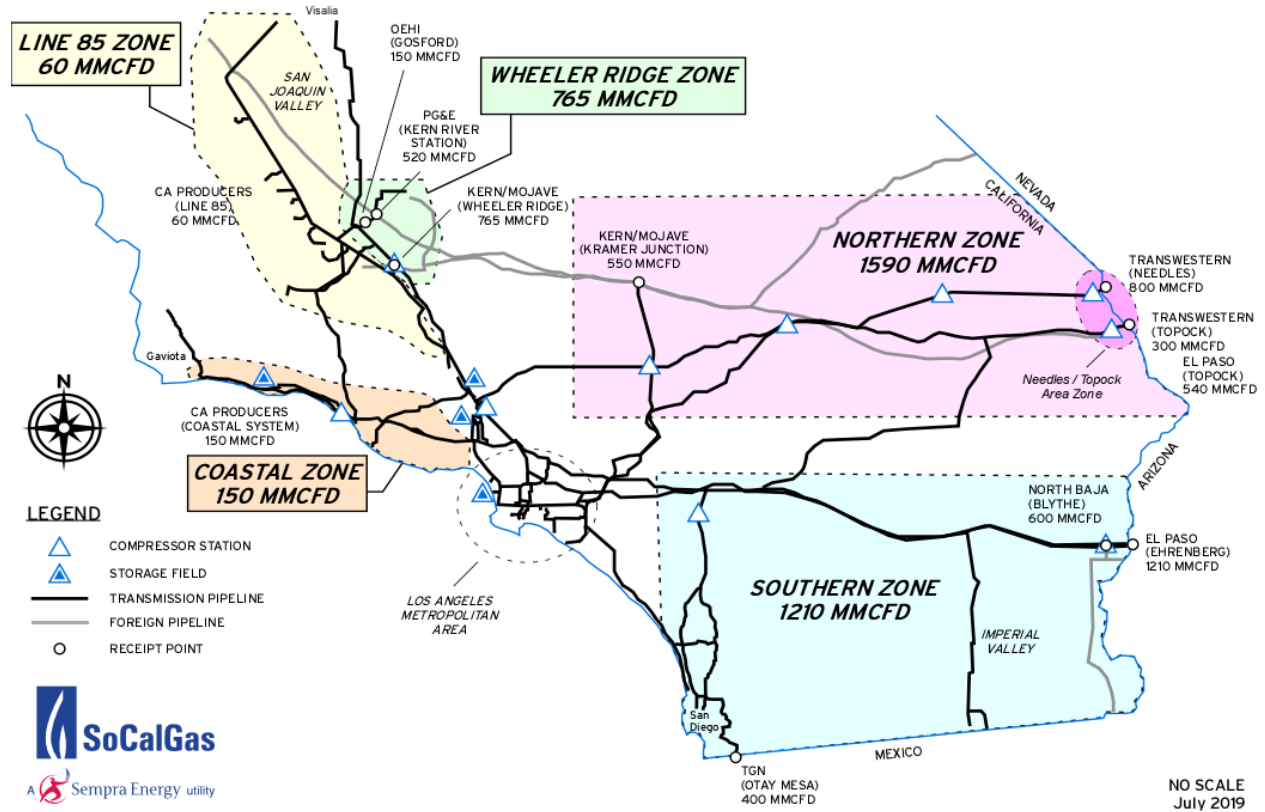 Visalia
LINE 85 ZONE
60 MMCFD
OEHI
(GOSFORD)
150 MMCFD
SAN
JOAQUIN
VALLEY
WHEELER RIDGE ZONE
765 MMCFD
PG&E
(KERN RIVER
STATION)
520 MMCFD
CA PRODUCERS
(LINE 85)
60 MMCFD
KERN/MOJAVE
(WHEELER RIDGE)
765 MMCFD
NEVADA
CALIFORNIA
KERN/MOJAVE
(KRAMER JUNCTION)
550 MMCFD
NORTHERN ZONE
1590 MMCFD
TRANSWESTERN
(NEEDLES)
800 MMCFD
TRANSWESTERN
(TOPOCK)
300 MMCFD
EL PASO
(TOPOCK)
540 MMCFD
Needles / Topock
Area Zone
Gaviota
N
CA PRODUCERS
(COASTAL SYSTEM)
150 MMCFD
COASTAL ZONE
150 MMCFD
ARIZONA
NORTH BAJA
(BLYTHE)
600 MMCFD
EL PASO
(EHRENBERG)
1210 MMCFD
LEGEND
COMPRESSOR STATION
STORAGE FIELD
TRANSMISSION PIPELINE
FOREIGN PIPELINE
RECEIPT POINT
LOS ANGELES
METROPOLITAN
AREA
SOUTHERN ZONE
1210 MMCFD
IMPERIAL
VALLEY
San
Diego
MEXICO
TGN
(OTAY MESA)
400 MMCFD
SoCalGas
A Sempra Energy utility
NO SCALE
July 2019